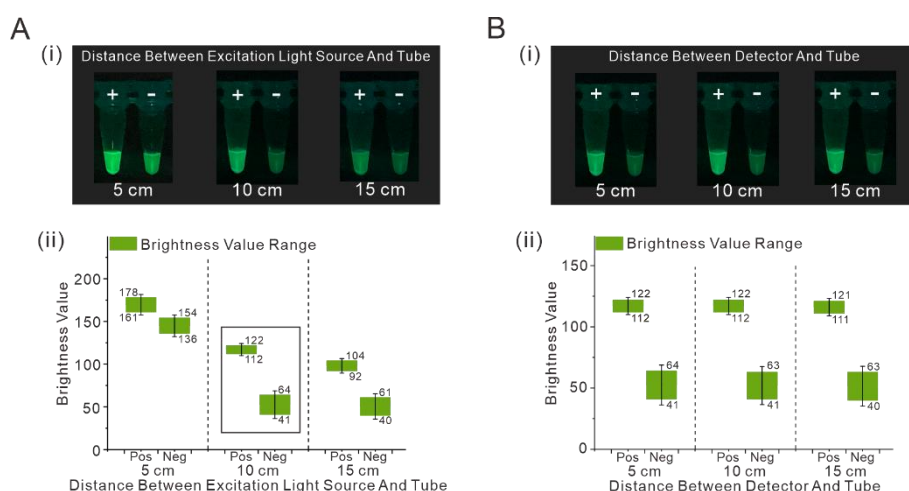 A
(i)
Distance Between Excitation Light Source And Tube
+ - + - + -
5 cm 10 cm 15 cm
(ii)
Brightness Value Range
Brightness Value
200
150
100
50
0
178
161
154
136
122
112
64
41
104
92
61
40
Pos Neg Pos Neg Pos Neg
5 cm 10 cm 15 cm
Distance Between Excitation Light Source And Tube
B
(i)
Distance Between Detector And Tube
+ - + - + -
5 cm 10 cm 15 cm
(ii)
Brightness Value Range
Brightness Value
150
100
50
0
122
112
64
41
122
112
63
41
121
111
63
40
Pos Neg Pos Neg Pos Neg
5 cm 10 cm 15 cm
Distance Between Detector And Tube